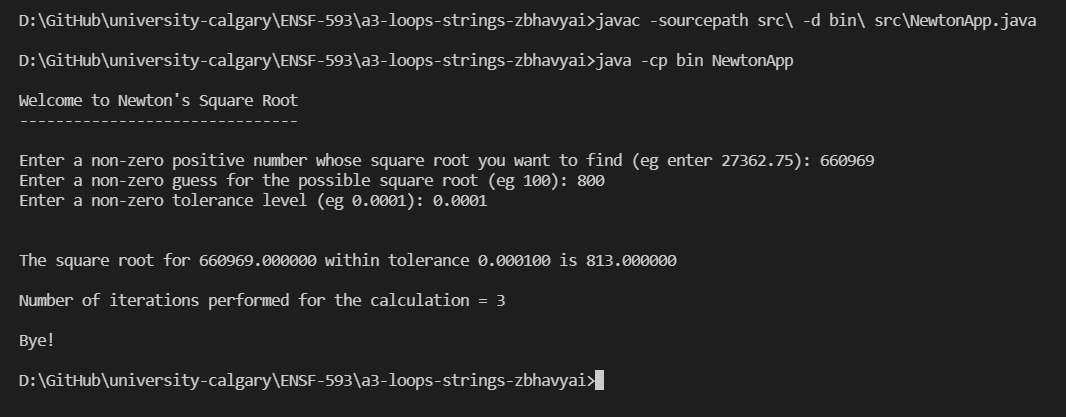 D:\GitHub\university-calgary\ENSF-593\a3-loops-strings-zbhavyai>javac -sourcepath src\ -d bin\ src\NewtonApp.java
D:\GitHub\university-calgary\ENSF-593\a3-loops-strings-zbhavyai>java -cp bin NewtonApp
Welcome to Newton's Square Root
-------------------------------
Enter a non-zero positive number whose square root you want to find (eg enter 27362.75): 660969
Enter a non-zero guess for the possible square root (eg 100): 800
Enter a non-zero tolerance level (eg 0.0001): 0.0001
The square root for 660969.000000 within tolerance 0.000100 is 813.000000
Number of iterations performed for the calculation = 3
Bye!
D:\GitHub\university-calgary\ENSF-593\a3-loops-strings-zbhavyai>